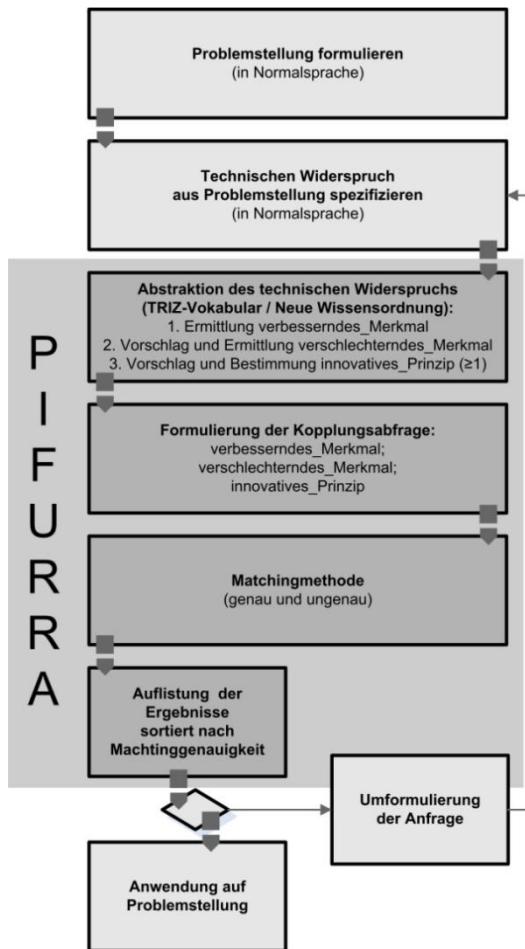 Problemstellung formulieren
(in Normalsprache)
Technischen Widerspruch
aus Problemstellung spezifizieren
(in Normalsprache)
PIFURRA
Abstraktion des technischen Widerspruchs
(TRIZ-Vokabular / Neue Wissensordnung):
1. Ermittlung verbesserndes_Merkmal
2. Vorschlag und Ermittlung verschlechterndes_Merkmal
3. Vorschlag und Bestimmung innovatives_Prinzip (≥1)
Formulierung der Kopplungsabfrage:
verbesserndes_Merkmal;
verschlechterndes_Merkmal;
innovatives_Prinzip
Matchingmethode
(genau und ungenau)
Auflistung der
Ergebnisse
sortiert nach
Machtinggenauigkeit
Umformulierung
der Anfrage
Anwendung auf
Problemstellung